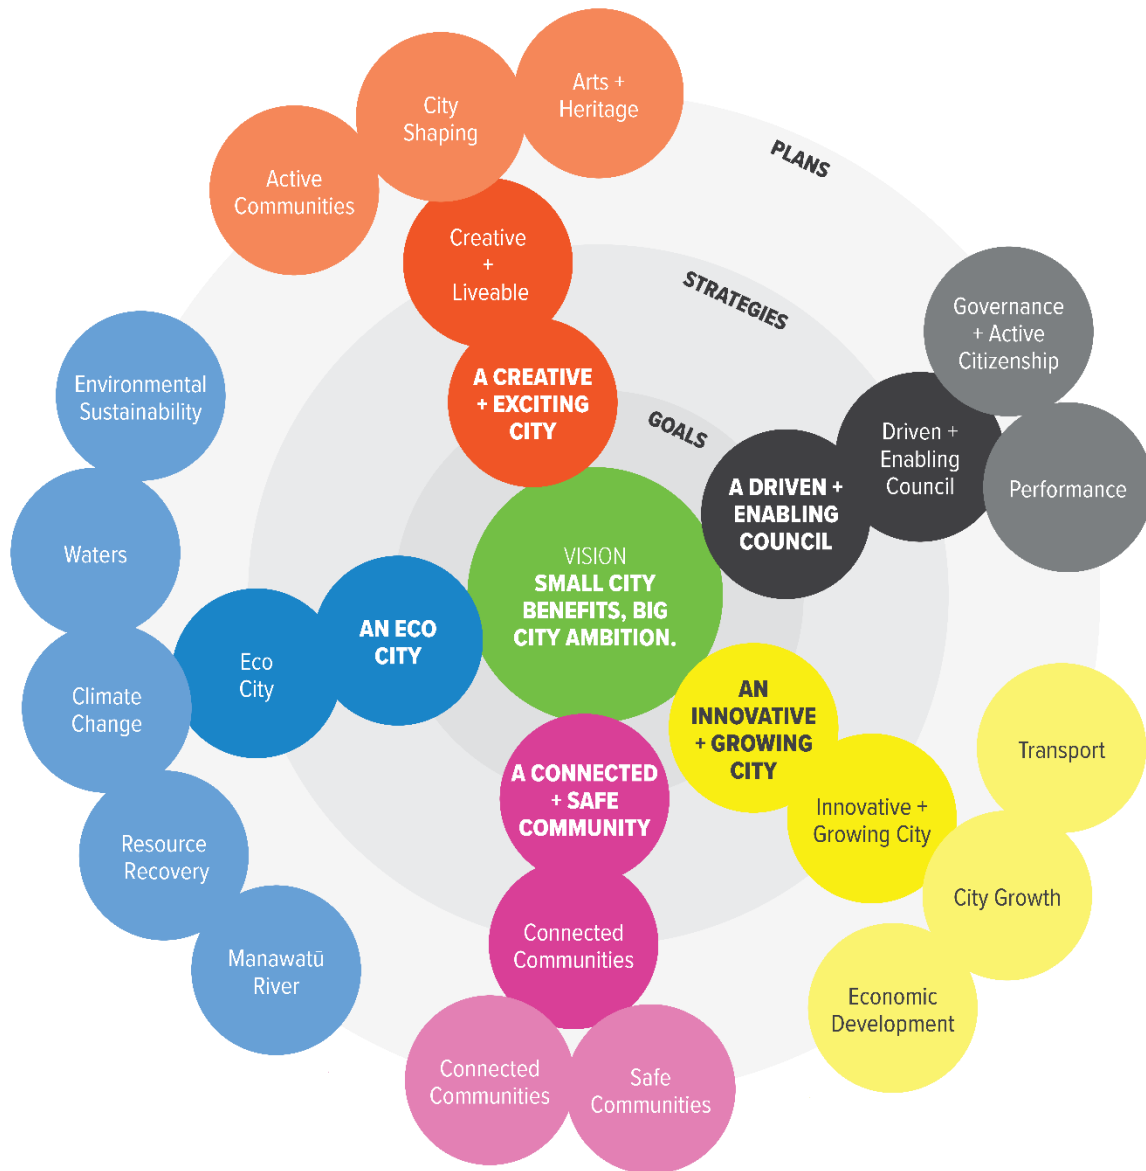 Arts +
Heritage
City
Shaping
Active
Communities
PLANS
Creative
+
Liveable
STRATEGIES
Governance
+ Active
Citizenship
A CREATIVE
+ EXCITING
CITY
GOALS
Driven +
Enabling
Council
Performance
A DRIVEN +
ENABLING
COUNCIL
Environmental
Sustainability
Waters
VISION
SMALL CITY
BENEFITS, BIG
CITY AMBITION.
AN ECO
CITY
Eco
City
Climate
Change
AN
INNOVATIVE
+ GROWING
CITY
Transport
A CONNECTED
+ SAFE
COMMUNITY
Innovative +
Growing City
Resource
Recovery
City Growth
Manawatū
River
Connected
Communities
Economic
Development
Connected
Communities
Safe
Communities